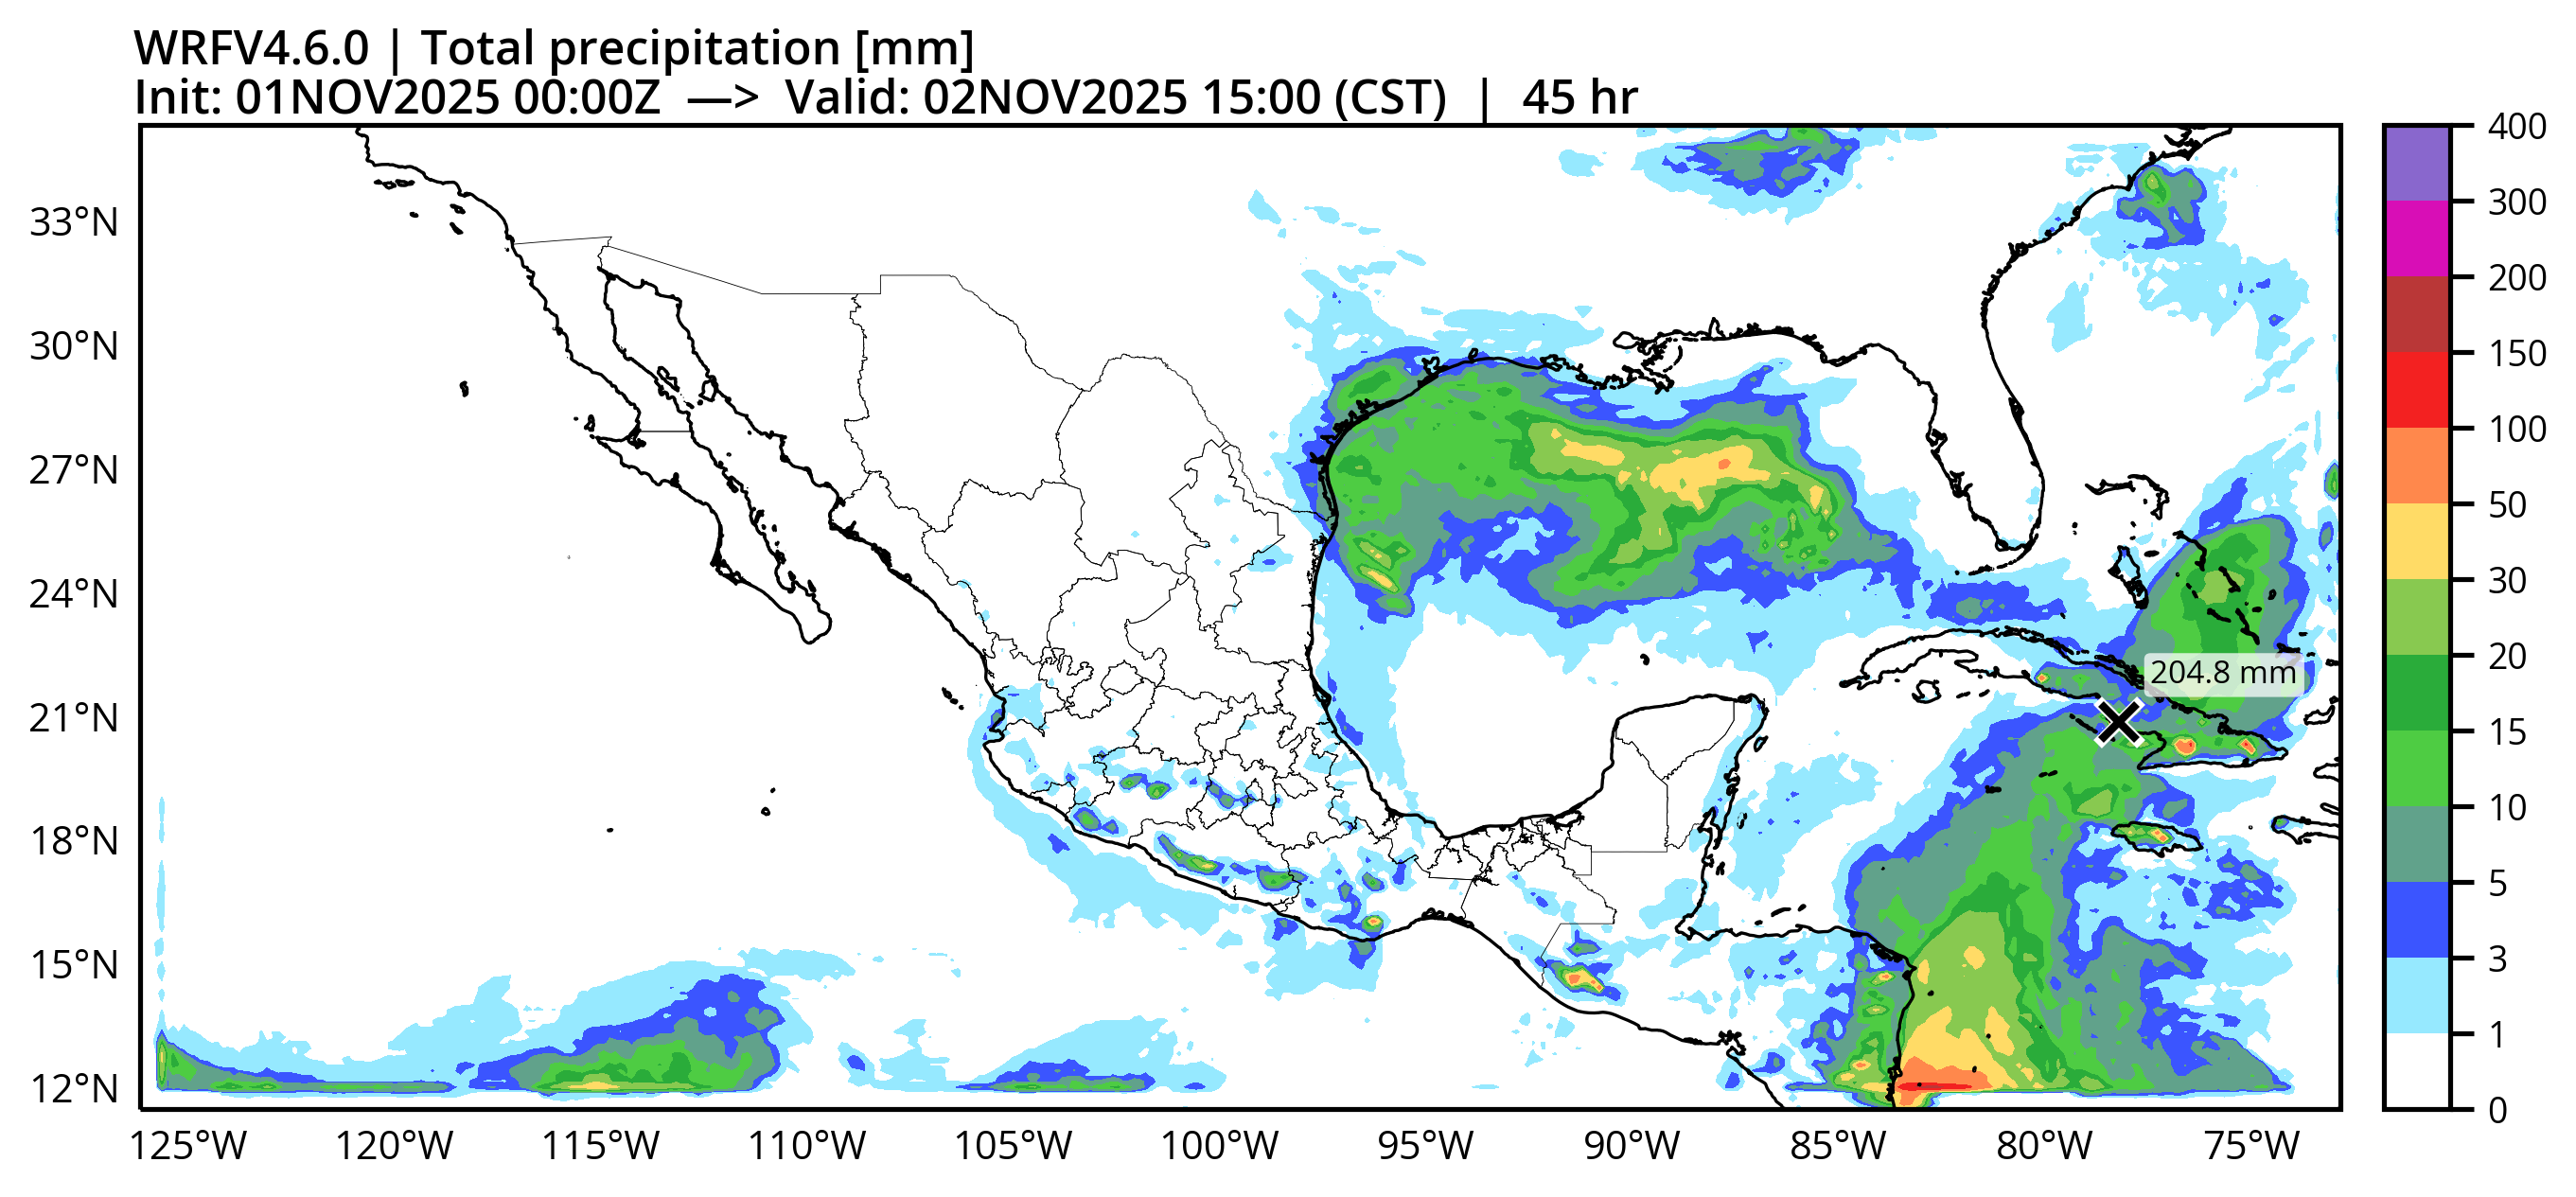 WRFV4.6.0 | Total precipitation [mm]
Init: 01NOV2025 00:00Z —> Valid: 02NOV2025 15:00 (CST) | 45 hr
33°N
30°N
27°N
24°N
21°N
18°N
15°N
12°N
125°W 120°W 115°W 110°W 105°W 100°W 95°W 90°W 85°W 80°W 75°W
204.8 mm
400
300
200
150
100
50
30
20
15
10
5
3
1
0